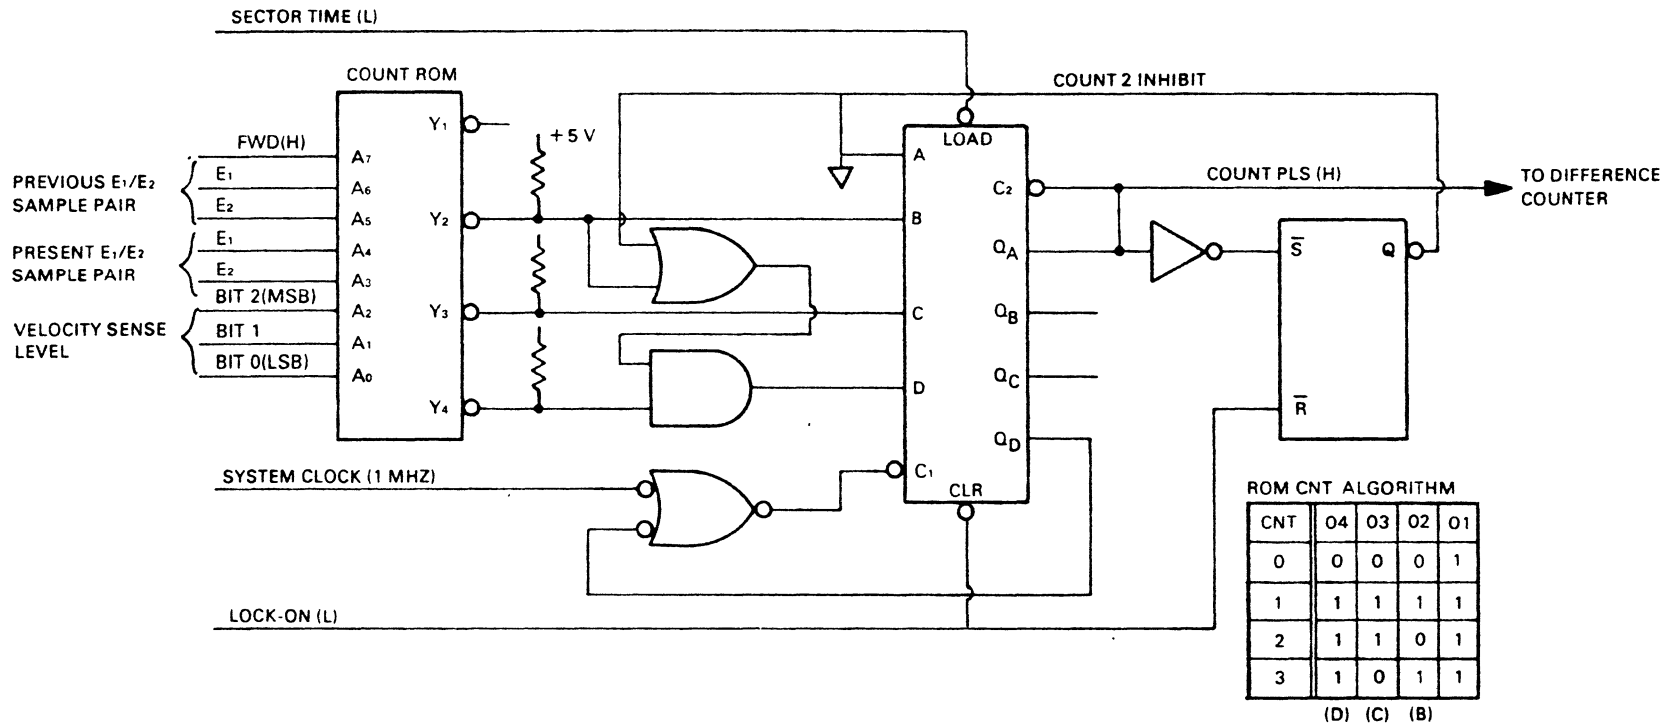 SECTOR TIME (L)
COUNT ROM
COUNT 2 INHIBIT
+5 V
Y1
LOAD
FWD(H)
A7
A
PREVIOUS E1/E2
SAMPLE PAIR
E1
A6
C2
COUNT PLS (H)
TO DIFFERENCE
COUNTER
E2
A5
Y2
B
PRESENT E1/E2
SAMPLE PAIR
E1
A4
QA
S
Q
E2
A3
BIT 2(MSB)
A2
Y3
C
QB
VELOCITY SENSE
LEVEL
BIT 1
A1
BIT 0(LSB)
A0
QC
D
Y4
R
QD
SYSTEM CLOCK (1 MHZ)
C1
CLR
LOCK-ON (L)
ROM CNT ALGORITHM
CNT 04 03 02 01
0 0 0 0 1
1 1 1 1 1
2 1 1 0 1
3 1 0 1 1
(D) (C) (B)